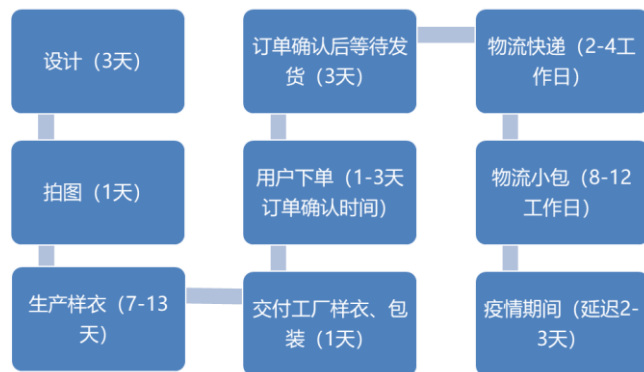 设计（3天）
拍图（1天）
生产样衣（7-13
天）
交付工厂样衣、包
装（1天）
用户下单（1-3天
订单确认时间）
订单确认后等待发
货（3天）
物流快递（2-4工
作日）
物流小包（8-12
工作日）
疫情期间（延迟2-
3天）